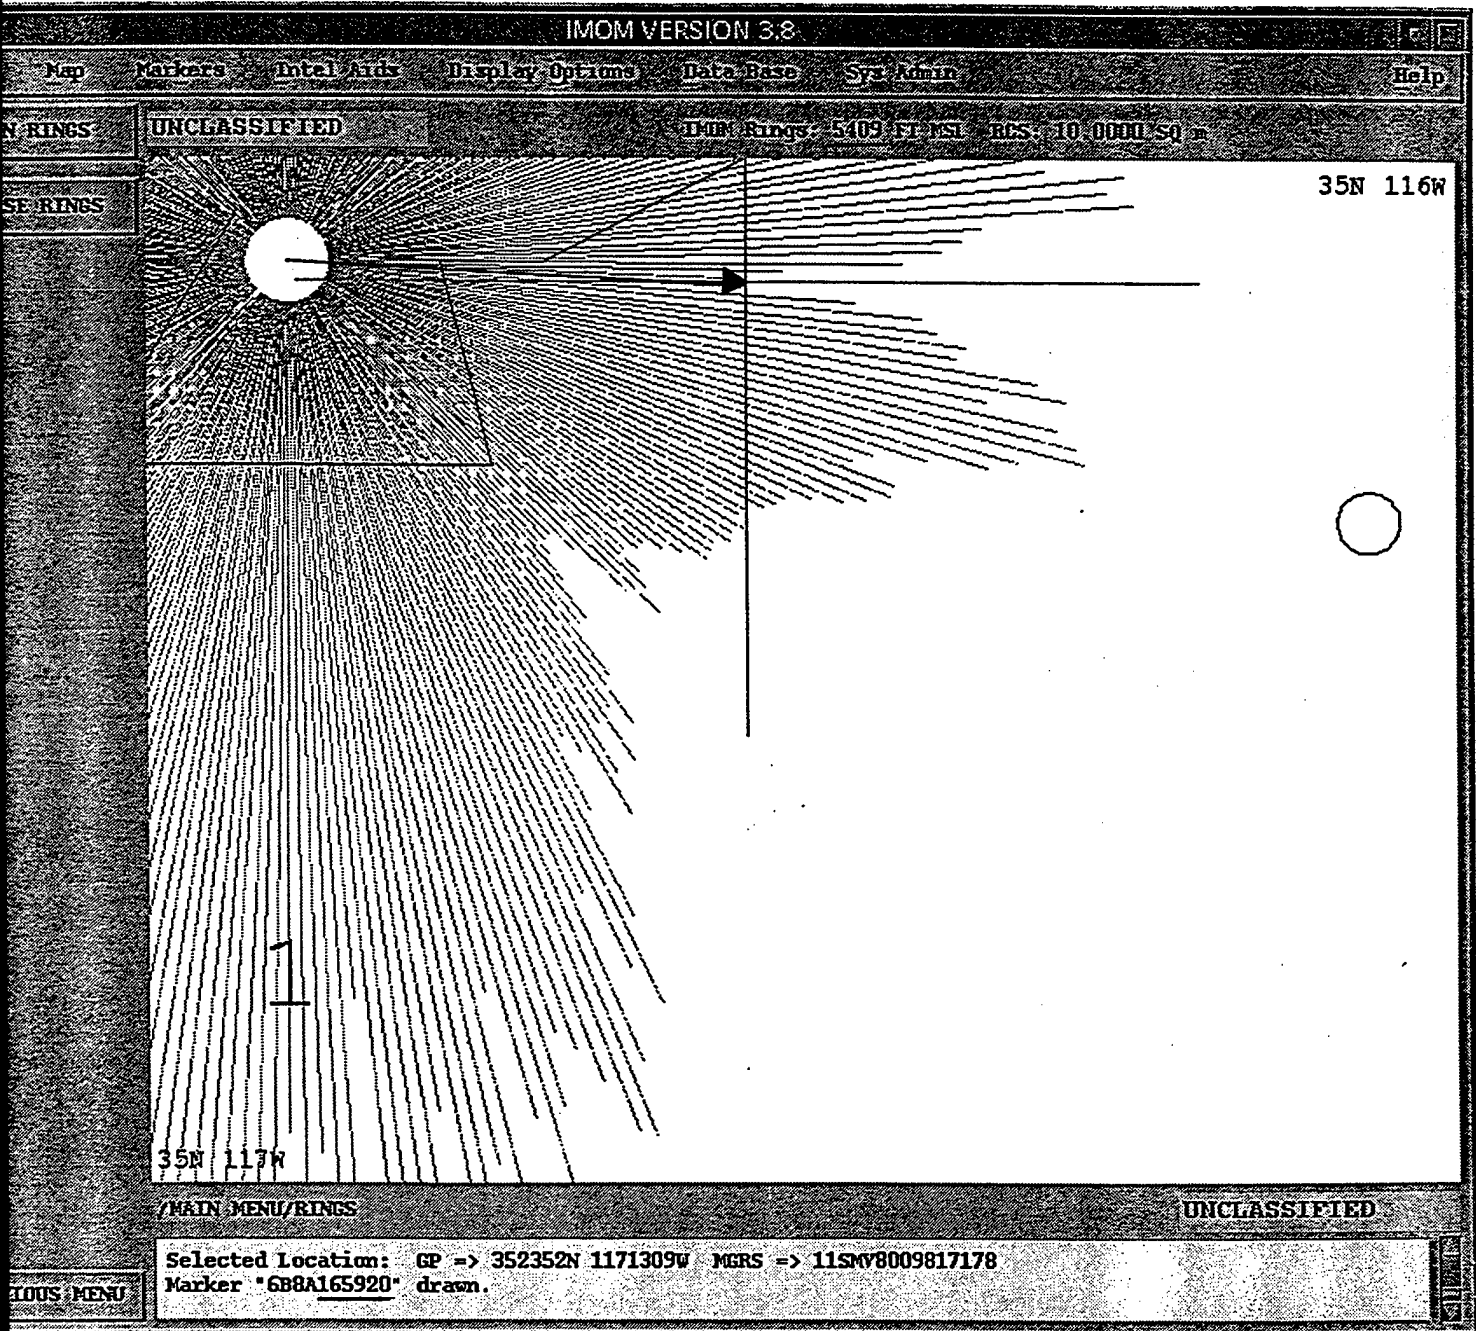 IMOM VERSION 3.8
Map Markers Intel Aids Display Options Data Base Sys Admin Help
N RINGS
UNCLASSIFIED IMOM Rings: 5409 FT MSL RCS: 10.0000 SQ m
SE RINGS
35N 116W
1
35N 117W
/MAIN MENU/RINGS UNCLASSIFIED
Selected Location: GP => 352352N 1171309W MGRS => 11SMV8009817178
Marker "6B8A165920" drawn.
IOUS MENU